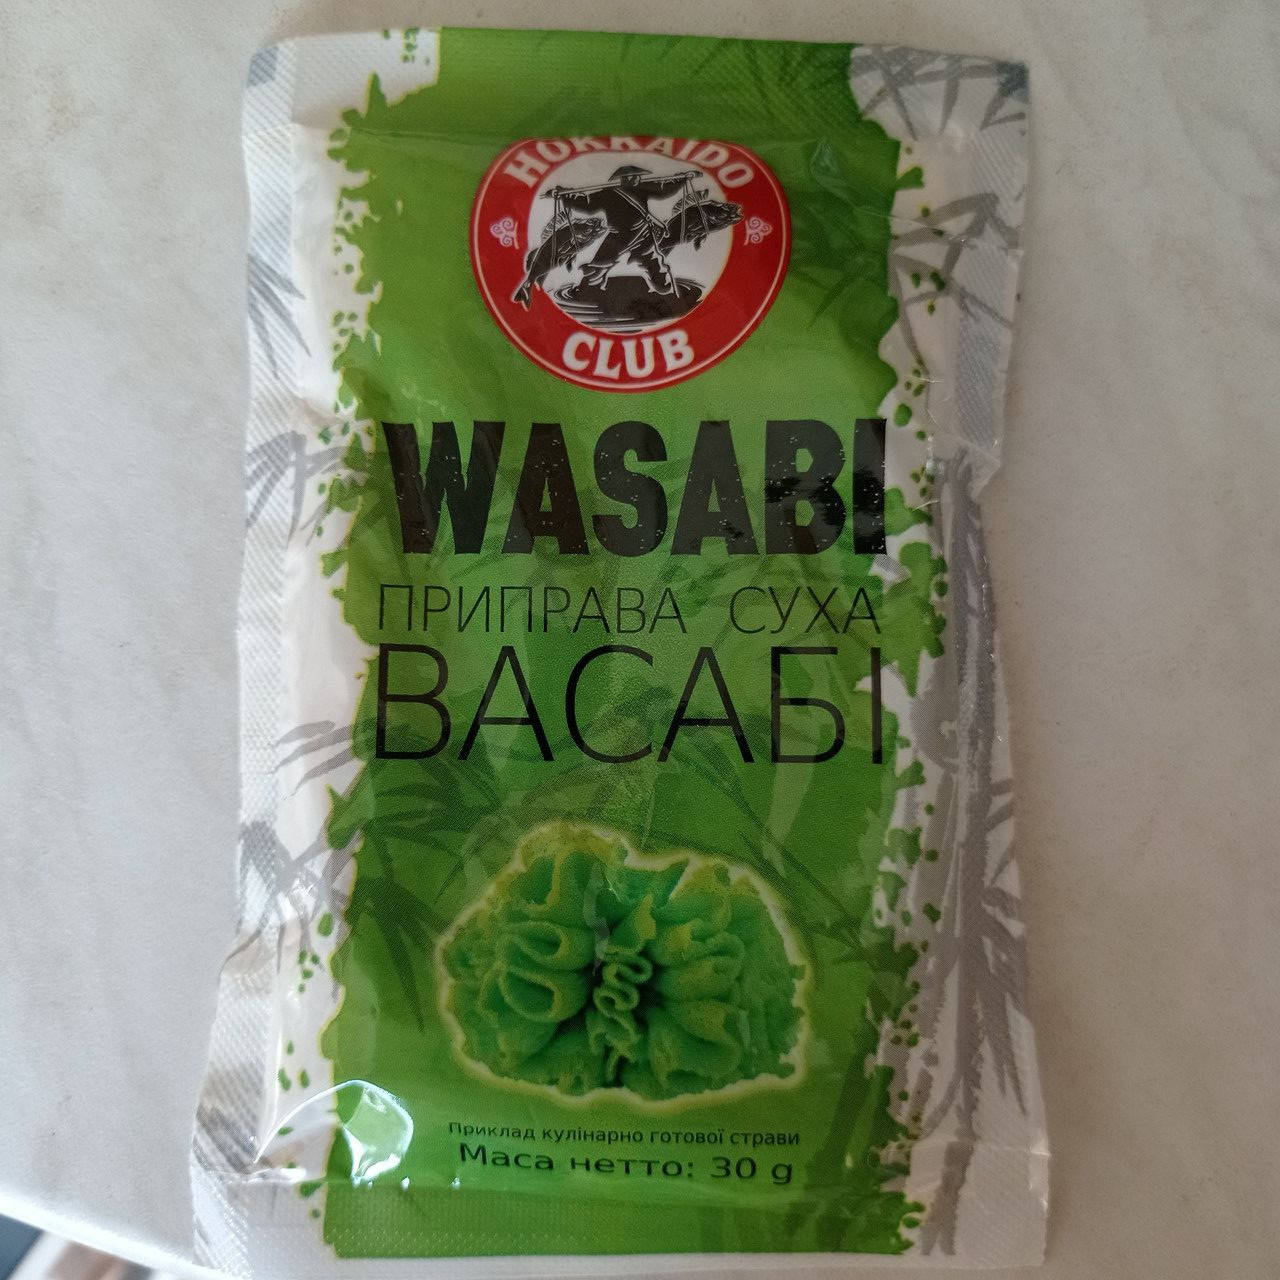 HOKKAIDO
CLUB
WASABI
ПРИПРАВА СУХА
ВАСАБІ
Приклад кулінарно готової страви
Маса нетто: 30 g